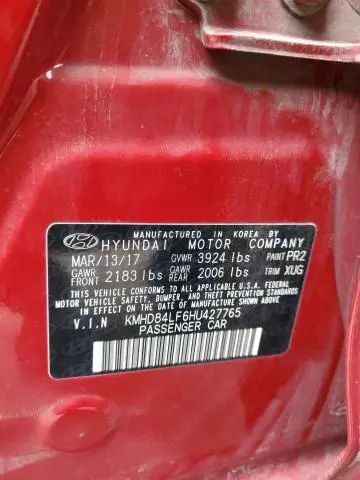 MANUFACTURED IN KOREA
BY HYUNDAI MOTOR COMPANY
MAR/13/17 GVWR 3924 lbs PAINT PR2
GAWR FRONT 2183 lbs GAWR REAR 2006 lbs TRIM XUG
THIS VEHICLE CONFORMS TO ALL APPLICABLE U.S.A. FEDERAL
MOTOR VEHICLE SAFETY, BUMPER, AND THEFT PREVENTION STANDARDS
IN EFFECT ON THE DATE OF MANUFACTURE SHOWN ABOVE.
V.I.N KMHD84LF6HU427765
PASSENGER CAR